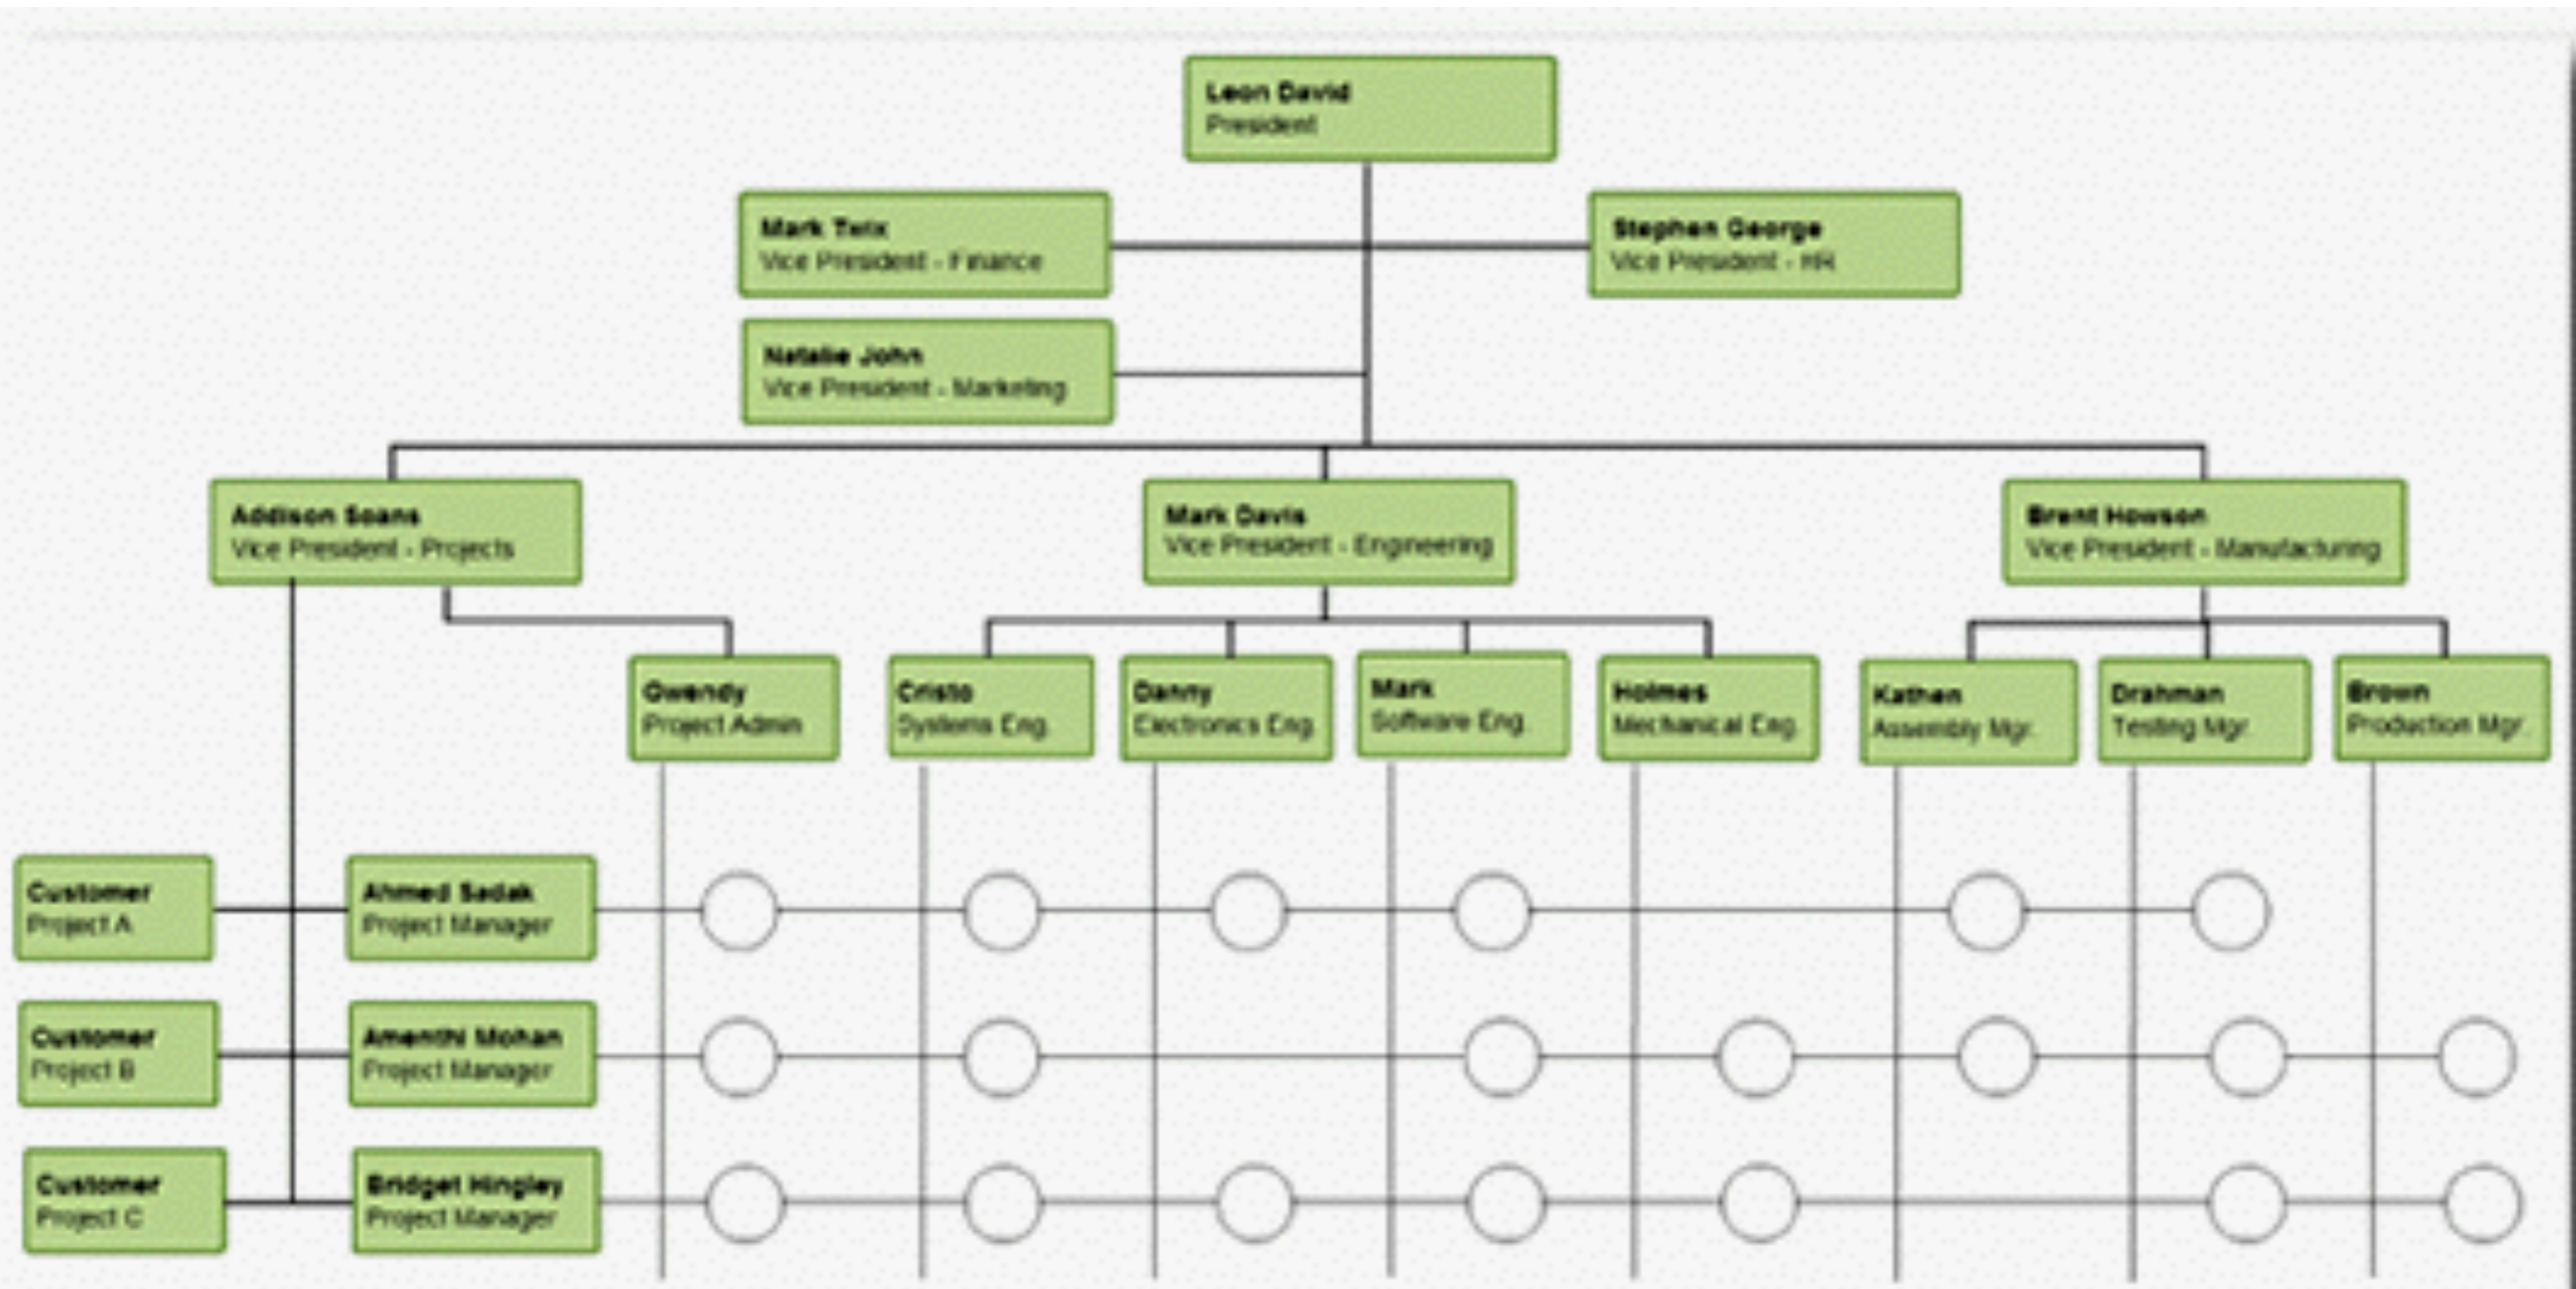 Leon David
President
Mark Twix
Vice President - Finance
Stephen George
Vice President - HR
Natalie John
Vice President - Marketing
Addison Soans
Vice President - Projects
Mark Davis
Vice President - Engineering
Brent Howson
Vice President - Manufacturing
Gwendy
Project Admin
Cristo
Systems Eng.
Danny
Electronics Eng.
Mark
Software Eng.
Holmes
Mechanical Eng.
Kathen
Assembly Mgr.
Drahman
Testing Mgr.
Brown
Production Mgr.
Customer
Project A
Ahmed Sadak
Project Manager
Customer
Project B
Amenthi Mohan
Project Manager
Customer
Project C
Bridget Hingley
Project Manager